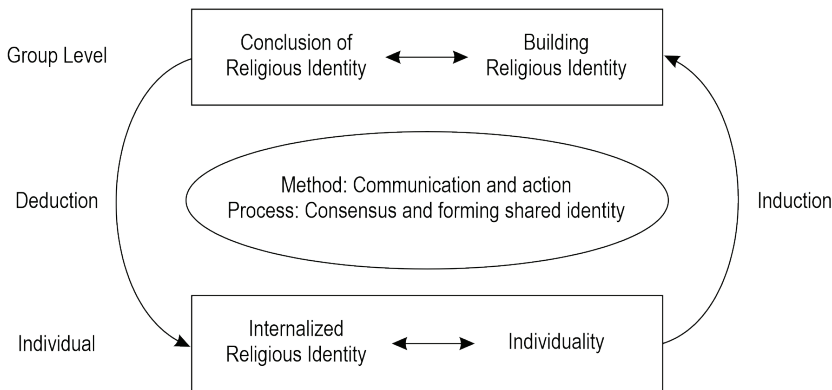 Group Level
Conclusion of
Religious Identity
Building
Religious Identity
Deduction
Method: Communication and action
Process: Consensus and forming shared identity
Induction
Individual
Internalized
Religious Identity
Individuality